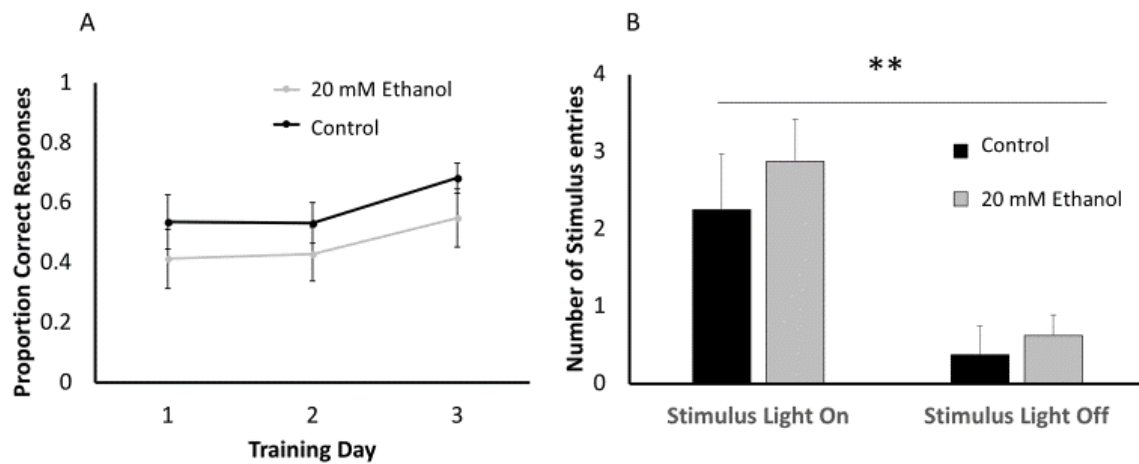 A
Proportion Correct Responses
1
0.8
0.6
0.4
0.2
0
20 mM Ethanol
Control
1 2 3
Training Day
B
Number of Stimulus entries
4
3
2
1
0
**
Control
20 mM Ethanol
Stimulus Light On Stimulus Light Off